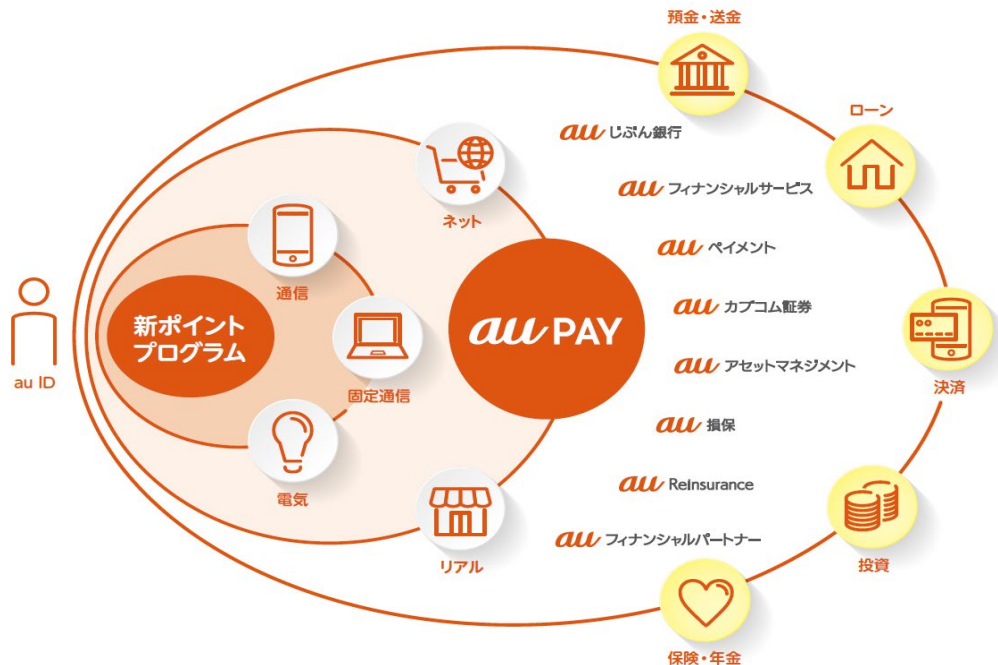 預金・送金
ローン
au じぶん銀行
au フィナンシャルサービス
ネット
au ペイメント
通信
新ポイント
プログラム
au PAY
au カブコム証券
au ID
固定通信
au アセットマネジメント
決済
au 損保
電気
au Reinsurance
au フィナンシャルパートナー
リアル
投資
保険・年金